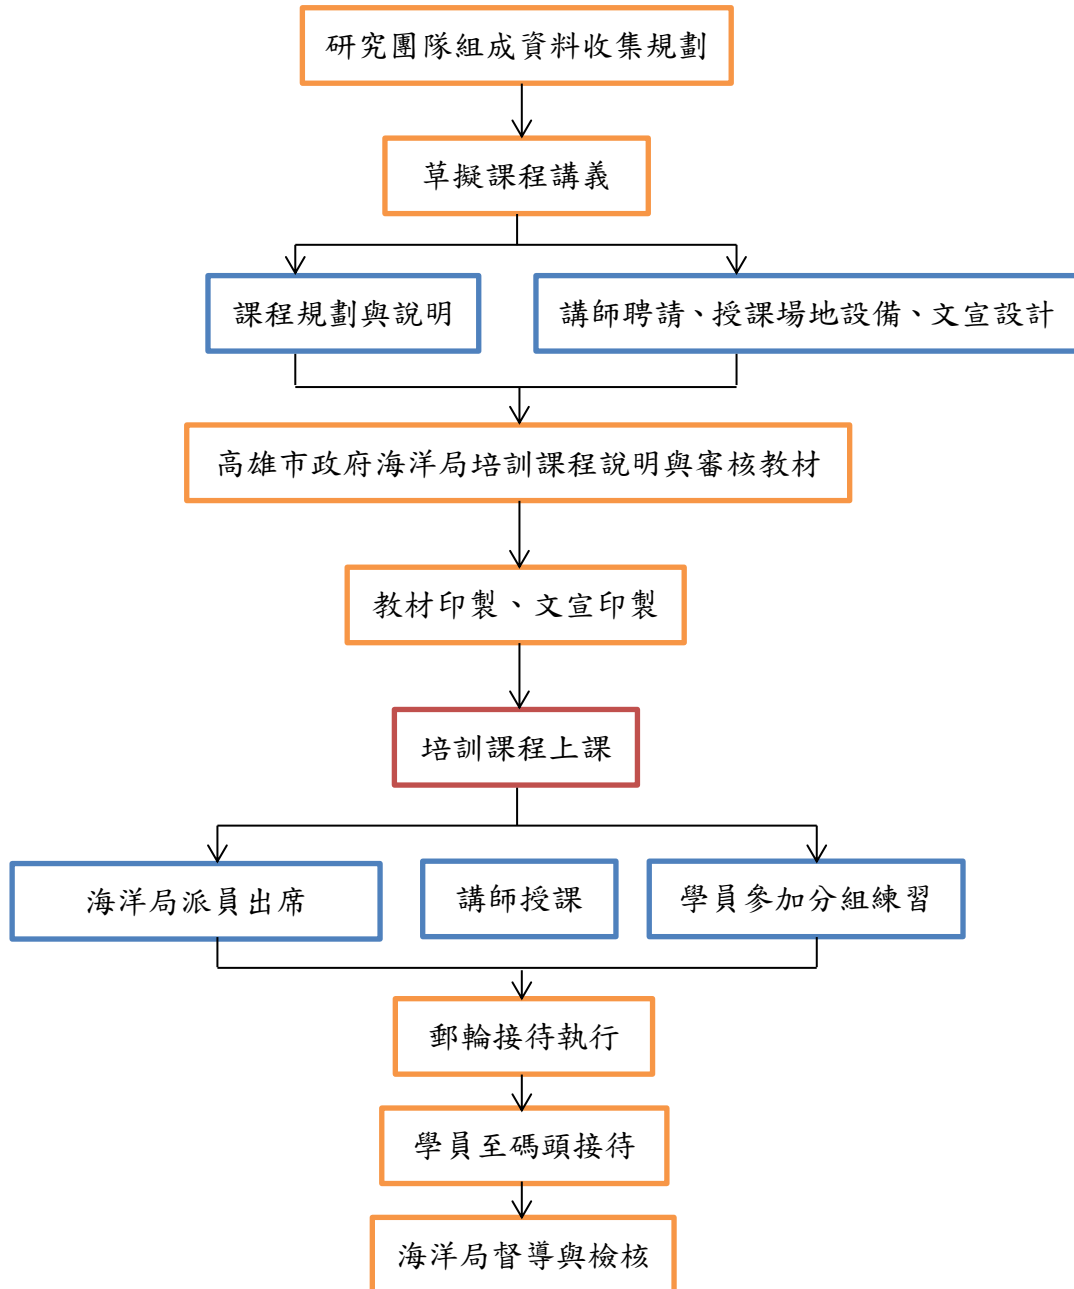 研究團隊組成資料收集規劃
草擬課程講義
課程規劃與說明
講師聘請、授課場地設備、文宣設計
高雄市政府海洋局培訓課程說明與審核教材
教材印製、文宣印製
培訓課程上課
海洋局派員出席
講師授課
學員參加分組練習
郵輪接待執行
學員至碼頭接待
海洋局督導與檢核